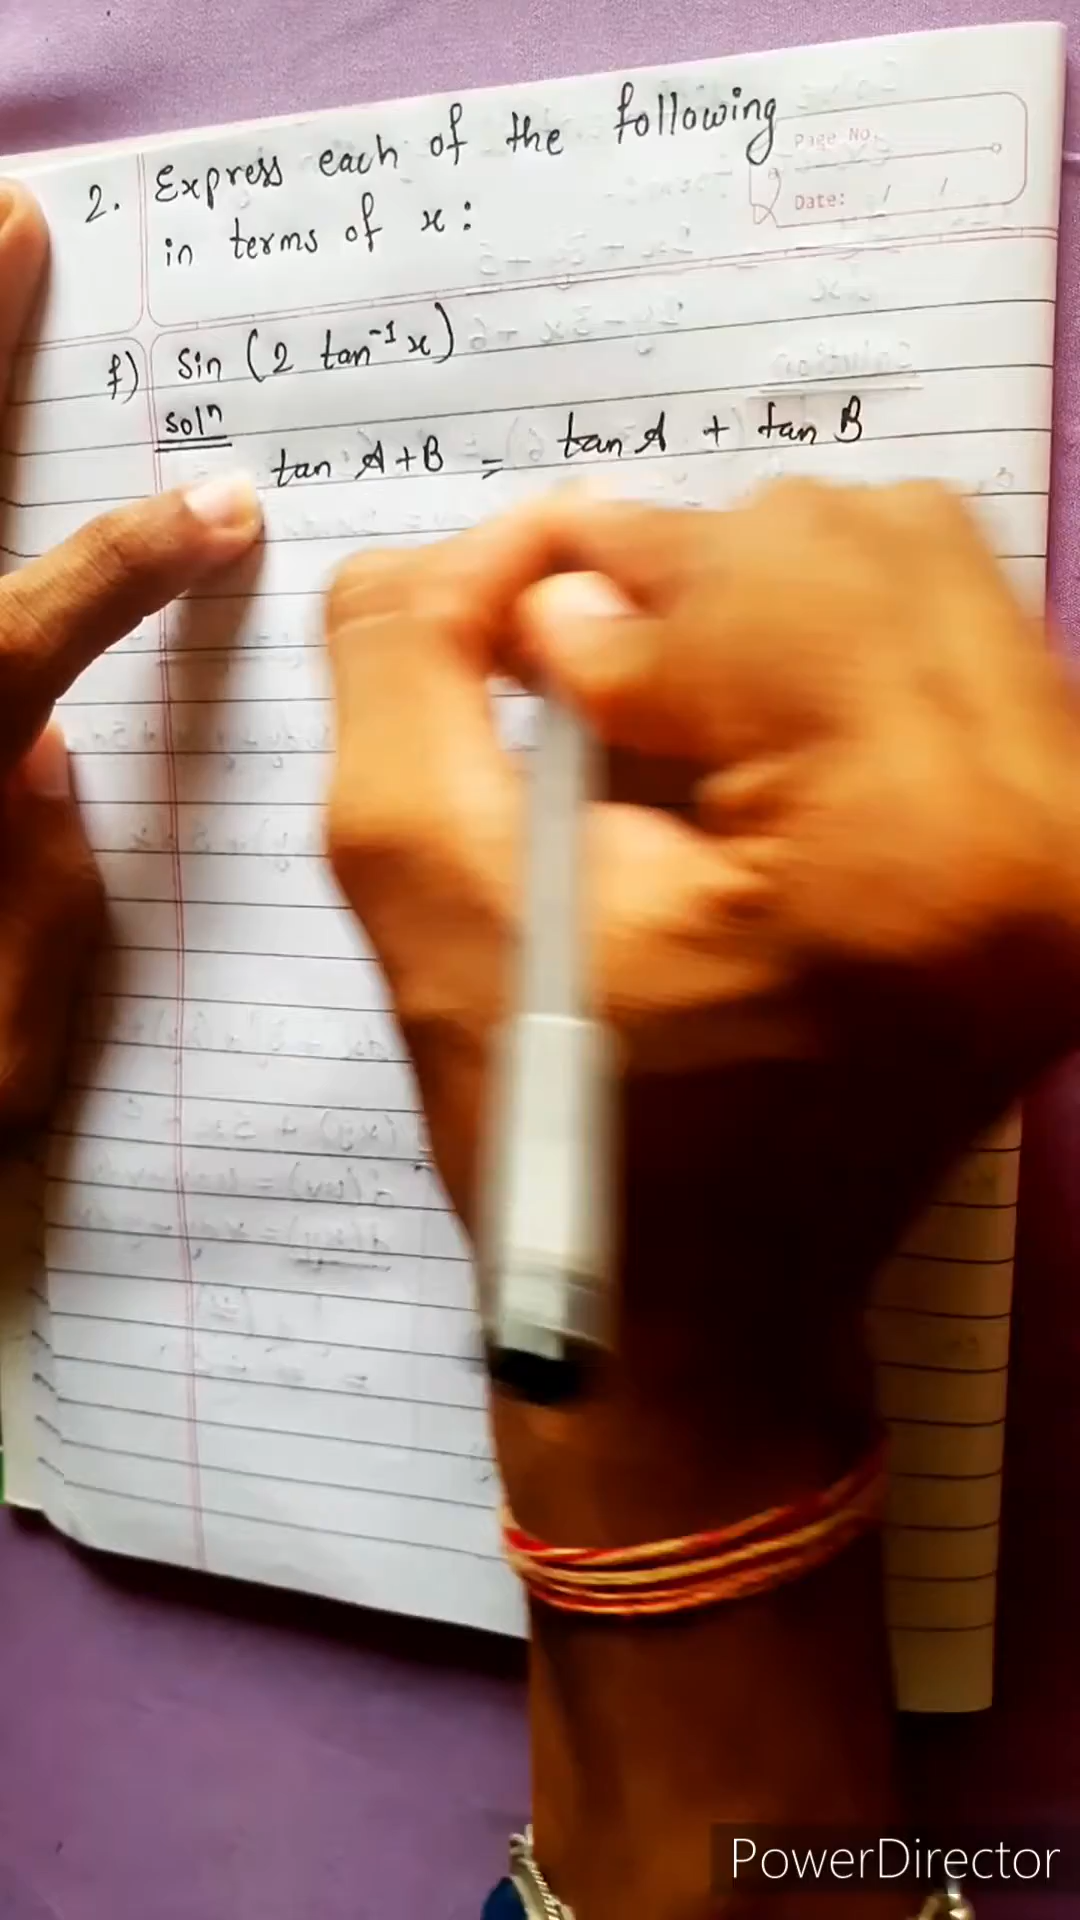 2. Express each of the following
in terms of x:
Page No.
Date: / /
f) Sin (2 tan⁻¹x)
Solⁿ
tan A+B = tan A + tan B
PowerDirector